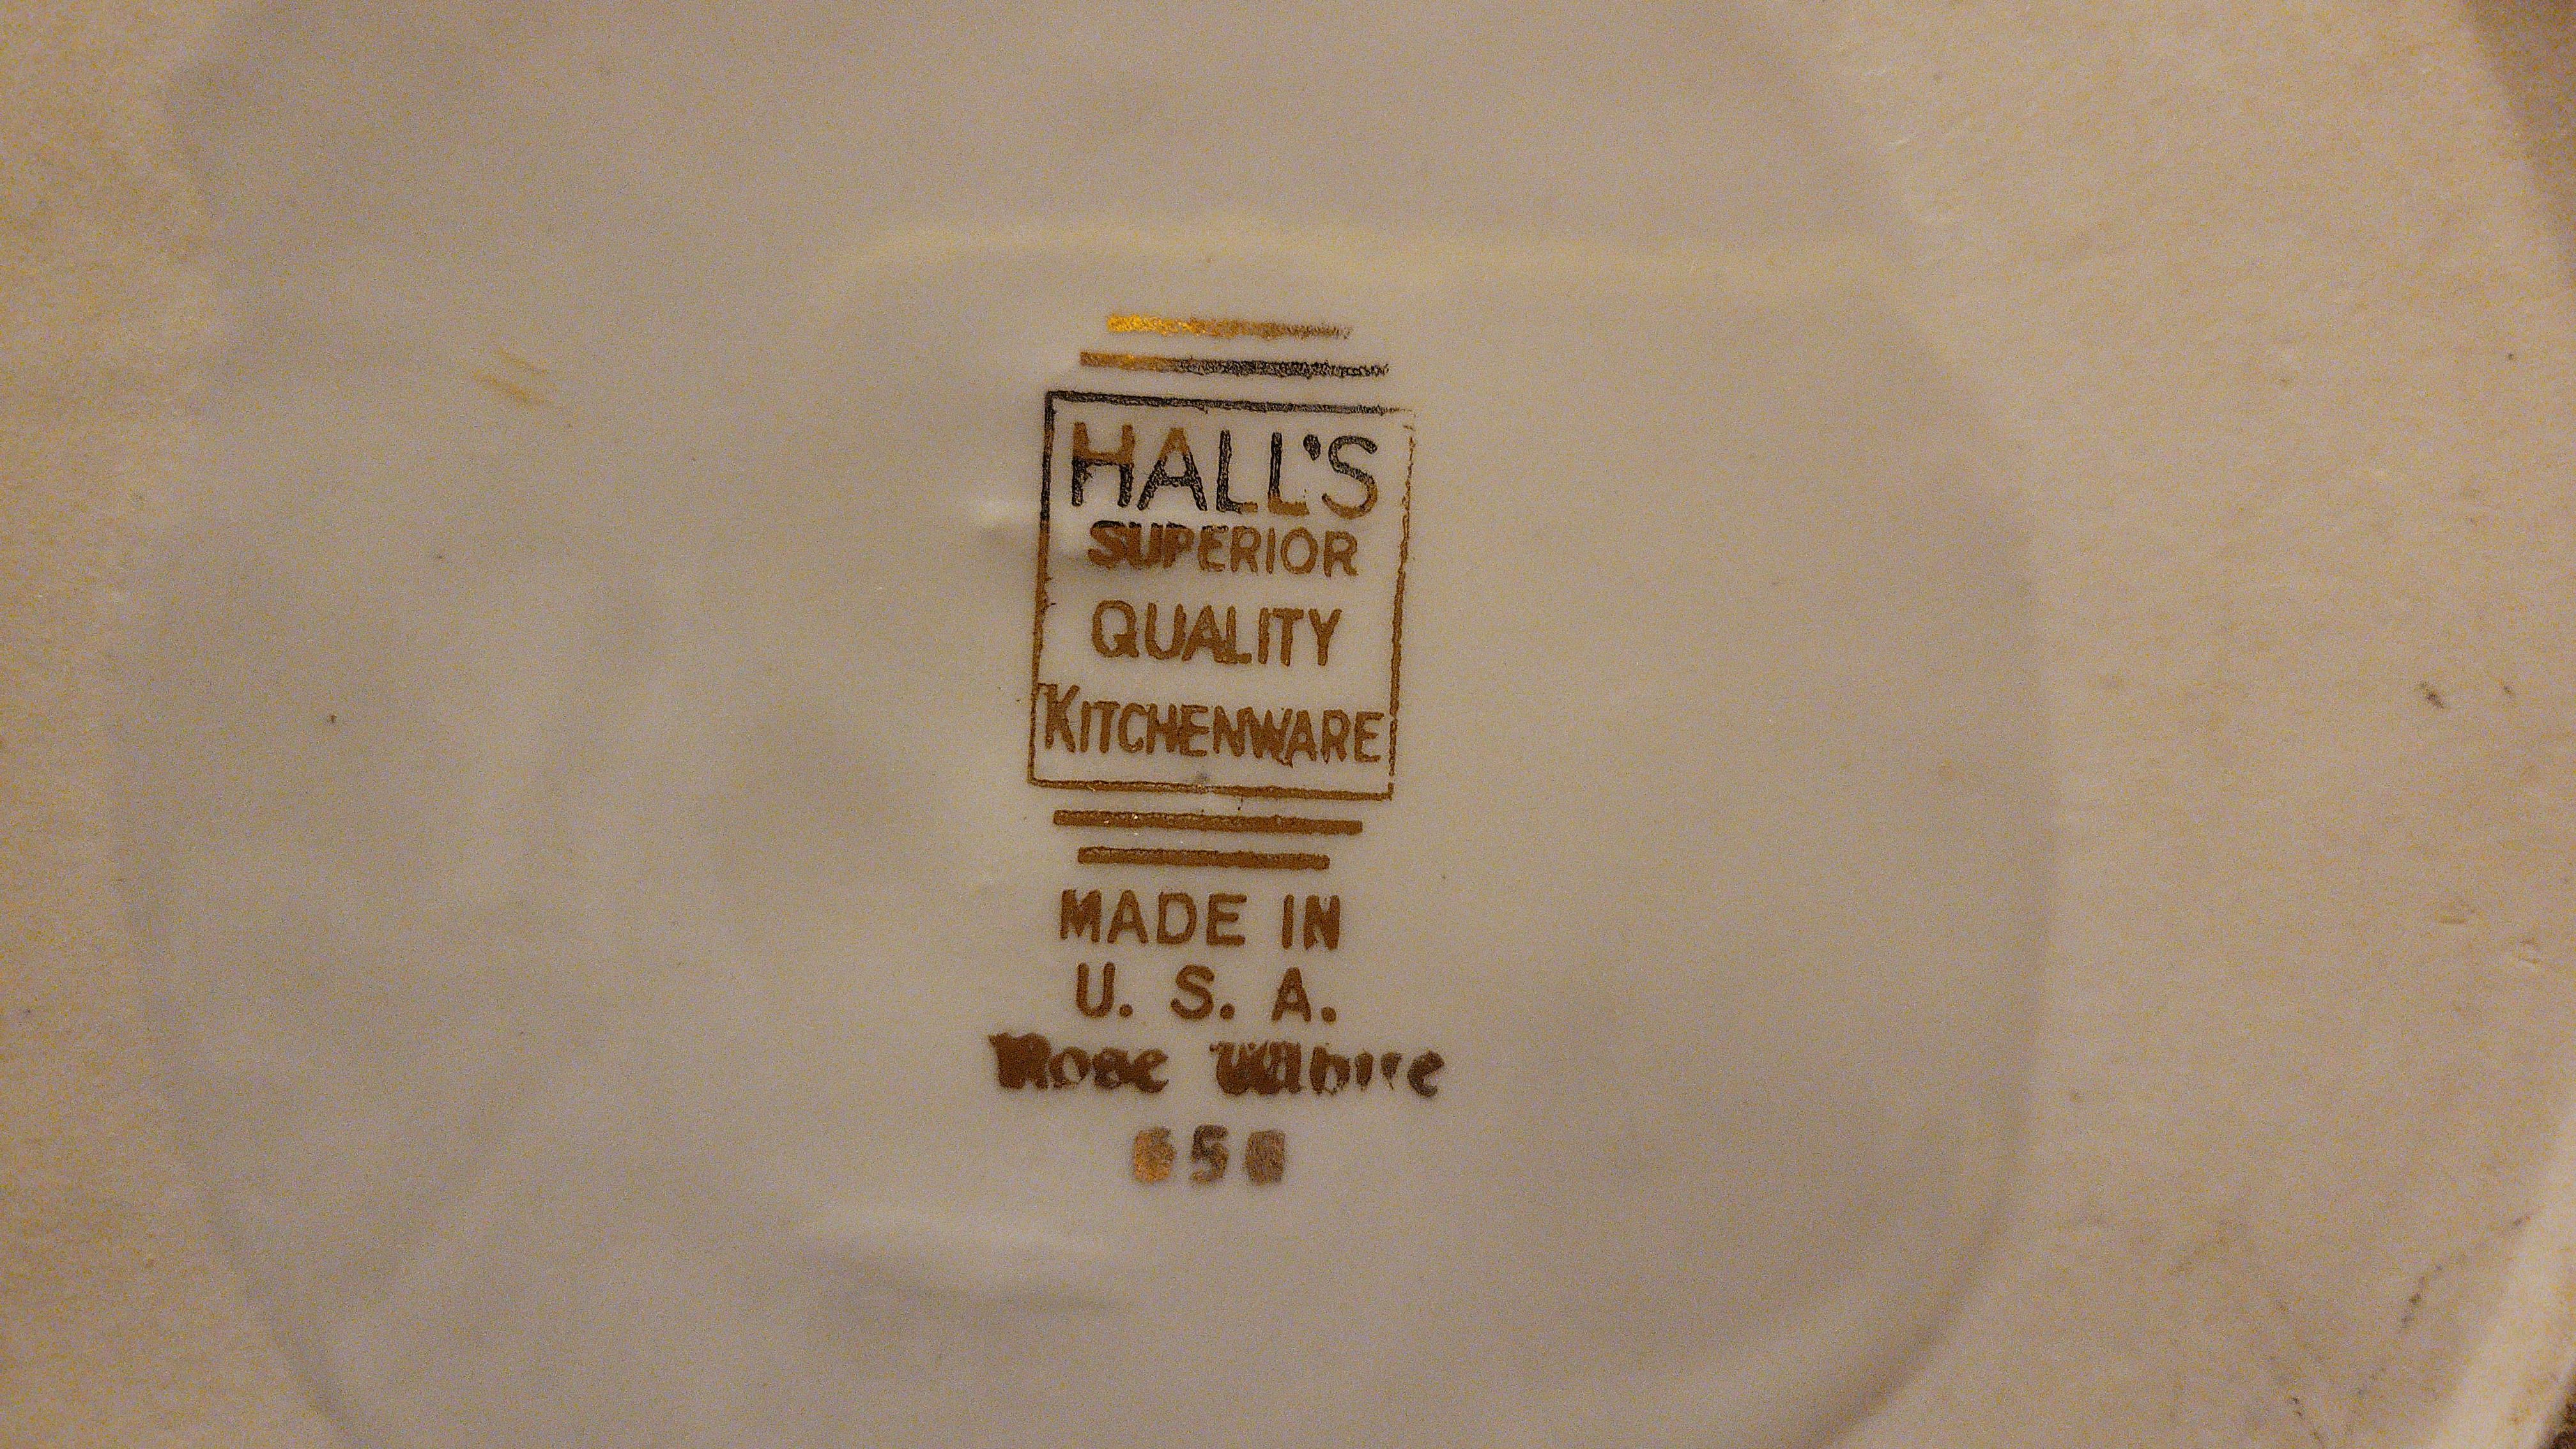 HALL'S
SUPERIOR
QUALITY
KITCHENWARE
MADE IN
U. S. A.
Rose White